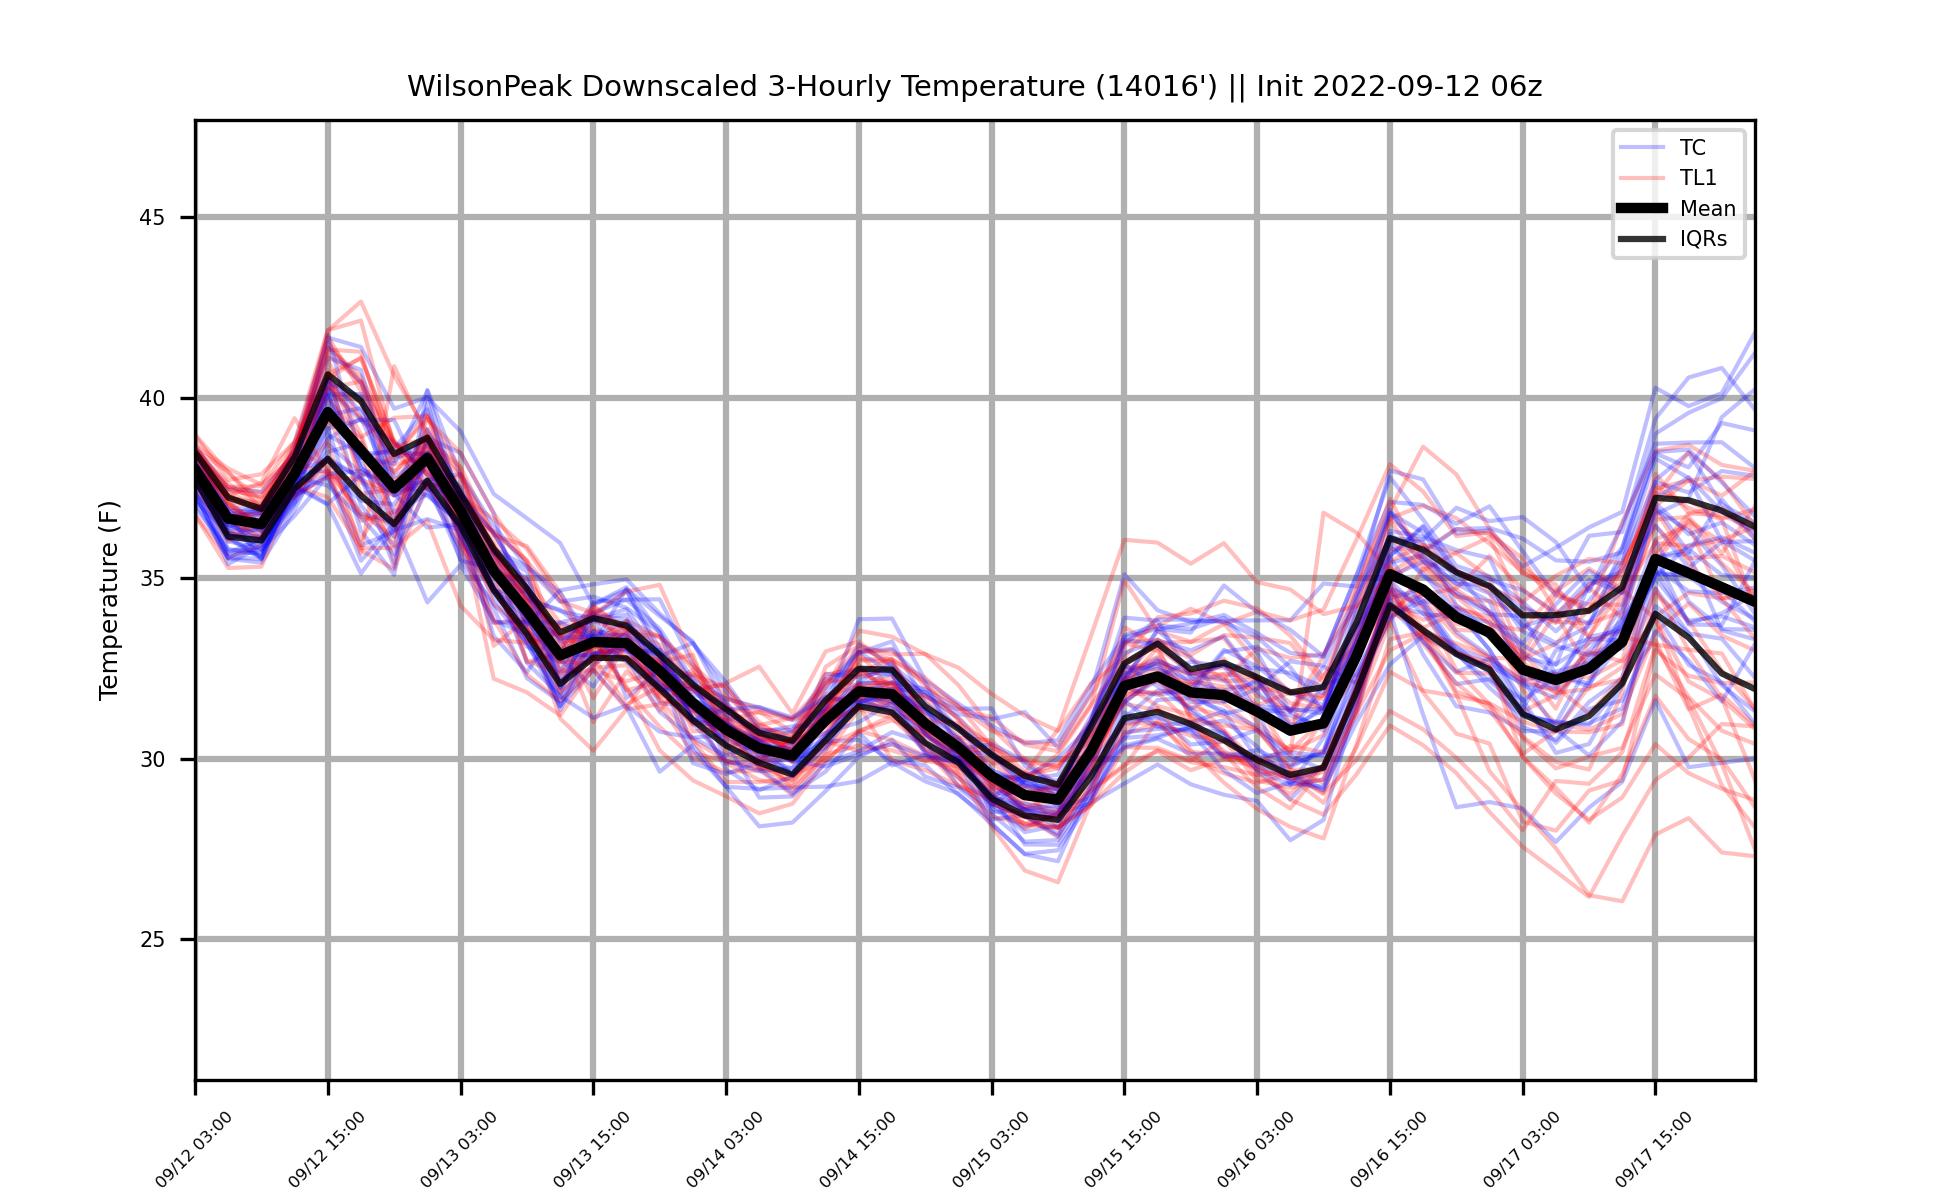 WilsonPeak Downscaled 3-Hourly Temperature (14016') || Init 2022-09-12 06z
TC
TL1
Mean
IQRs
Temperature (F)
45
40
35
30
25
09/12 03:00
09/12 15:00
09/13 03:00
09/13 15:00
09/14 03:00
09/14 15:00
09/15 03:00
09/15 15:00
09/16 03:00
09/16 15:00
09/17 03:00
09/17 15:00